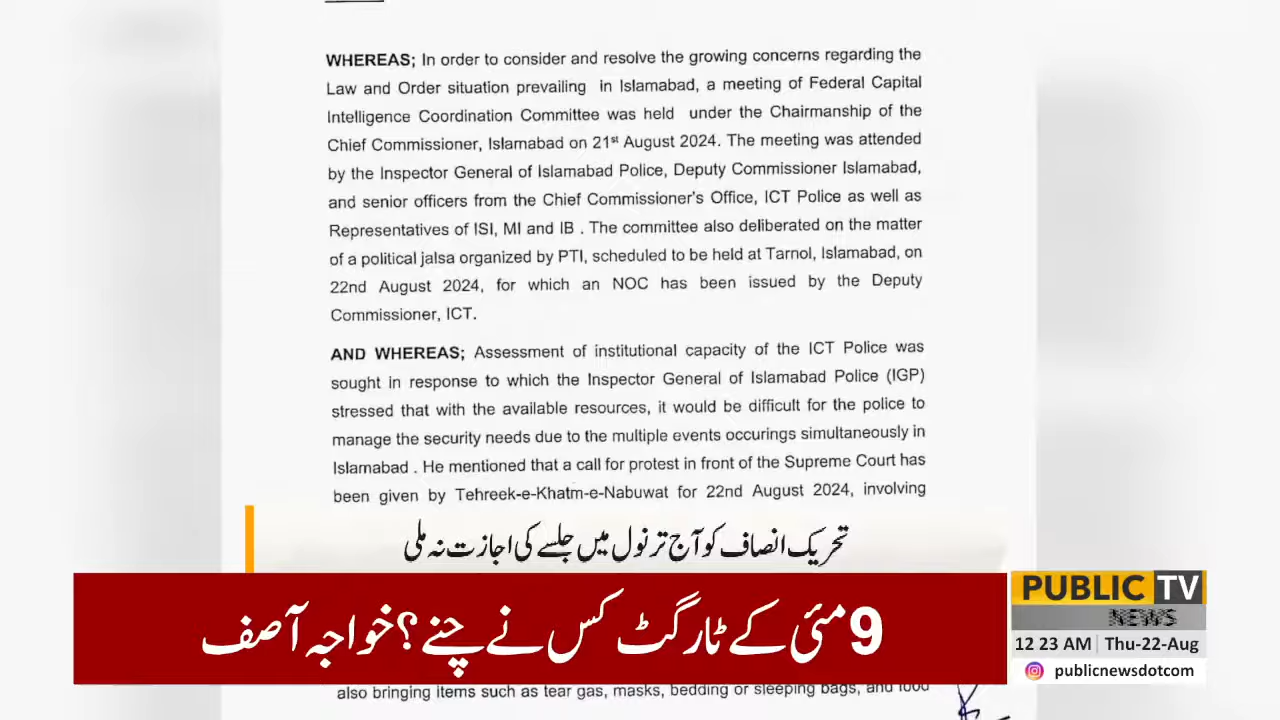 WHEREAS; In order to consider and resolve the growing concerns regarding the
Law and Order situation prevailing in Islamabad, a meeting of Federal Capital
Intelligence Coordination Committee was held under the Chairmanship of the
Chief Commissioner, Islamabad on 21st August 2024. The meeting was attended
by the Inspector General of Islamabad Police, Deputy Commissioner Islamabad,
and senior officers from the Chief Commissioner's Office, ICT Police as well as
Representatives of ISI, MI and IB . The committee also deliberated on the matter
of a political jalsa organized by PTI, scheduled to be held at Tarnol, Islamabad, on
22nd August 2024, for which an NOC has been issued by the Deputy
Commissioner, ICT.
AND WHEREAS; Assessment of institutional capacity of the ICT Police was
sought in response to which the Inspector General of Islamabad Police (IGP)
stressed that with the available resources, it would be difficult for the police to
manage the security needs due to the multiple events occurings simultaneously in
Islamabad . He mentioned that a call for protest in front of the Supreme Court has
been given by Tehreek-e-Khatm-e-Nabuwat for 22nd August 2024, involving
تحریک انصاف کو آج ترنول میں جلسے کی اجازت نہ ملی
9 مئی کے ٹارگٹ کس نے چنے؟ خواجہ آصف
PUBLIC TV
NEWS
12 23 AM | Thu-22-Aug
publicnewsdotcom
also bringing items such as tear gas, masks, bedding or sleeping bags, and food